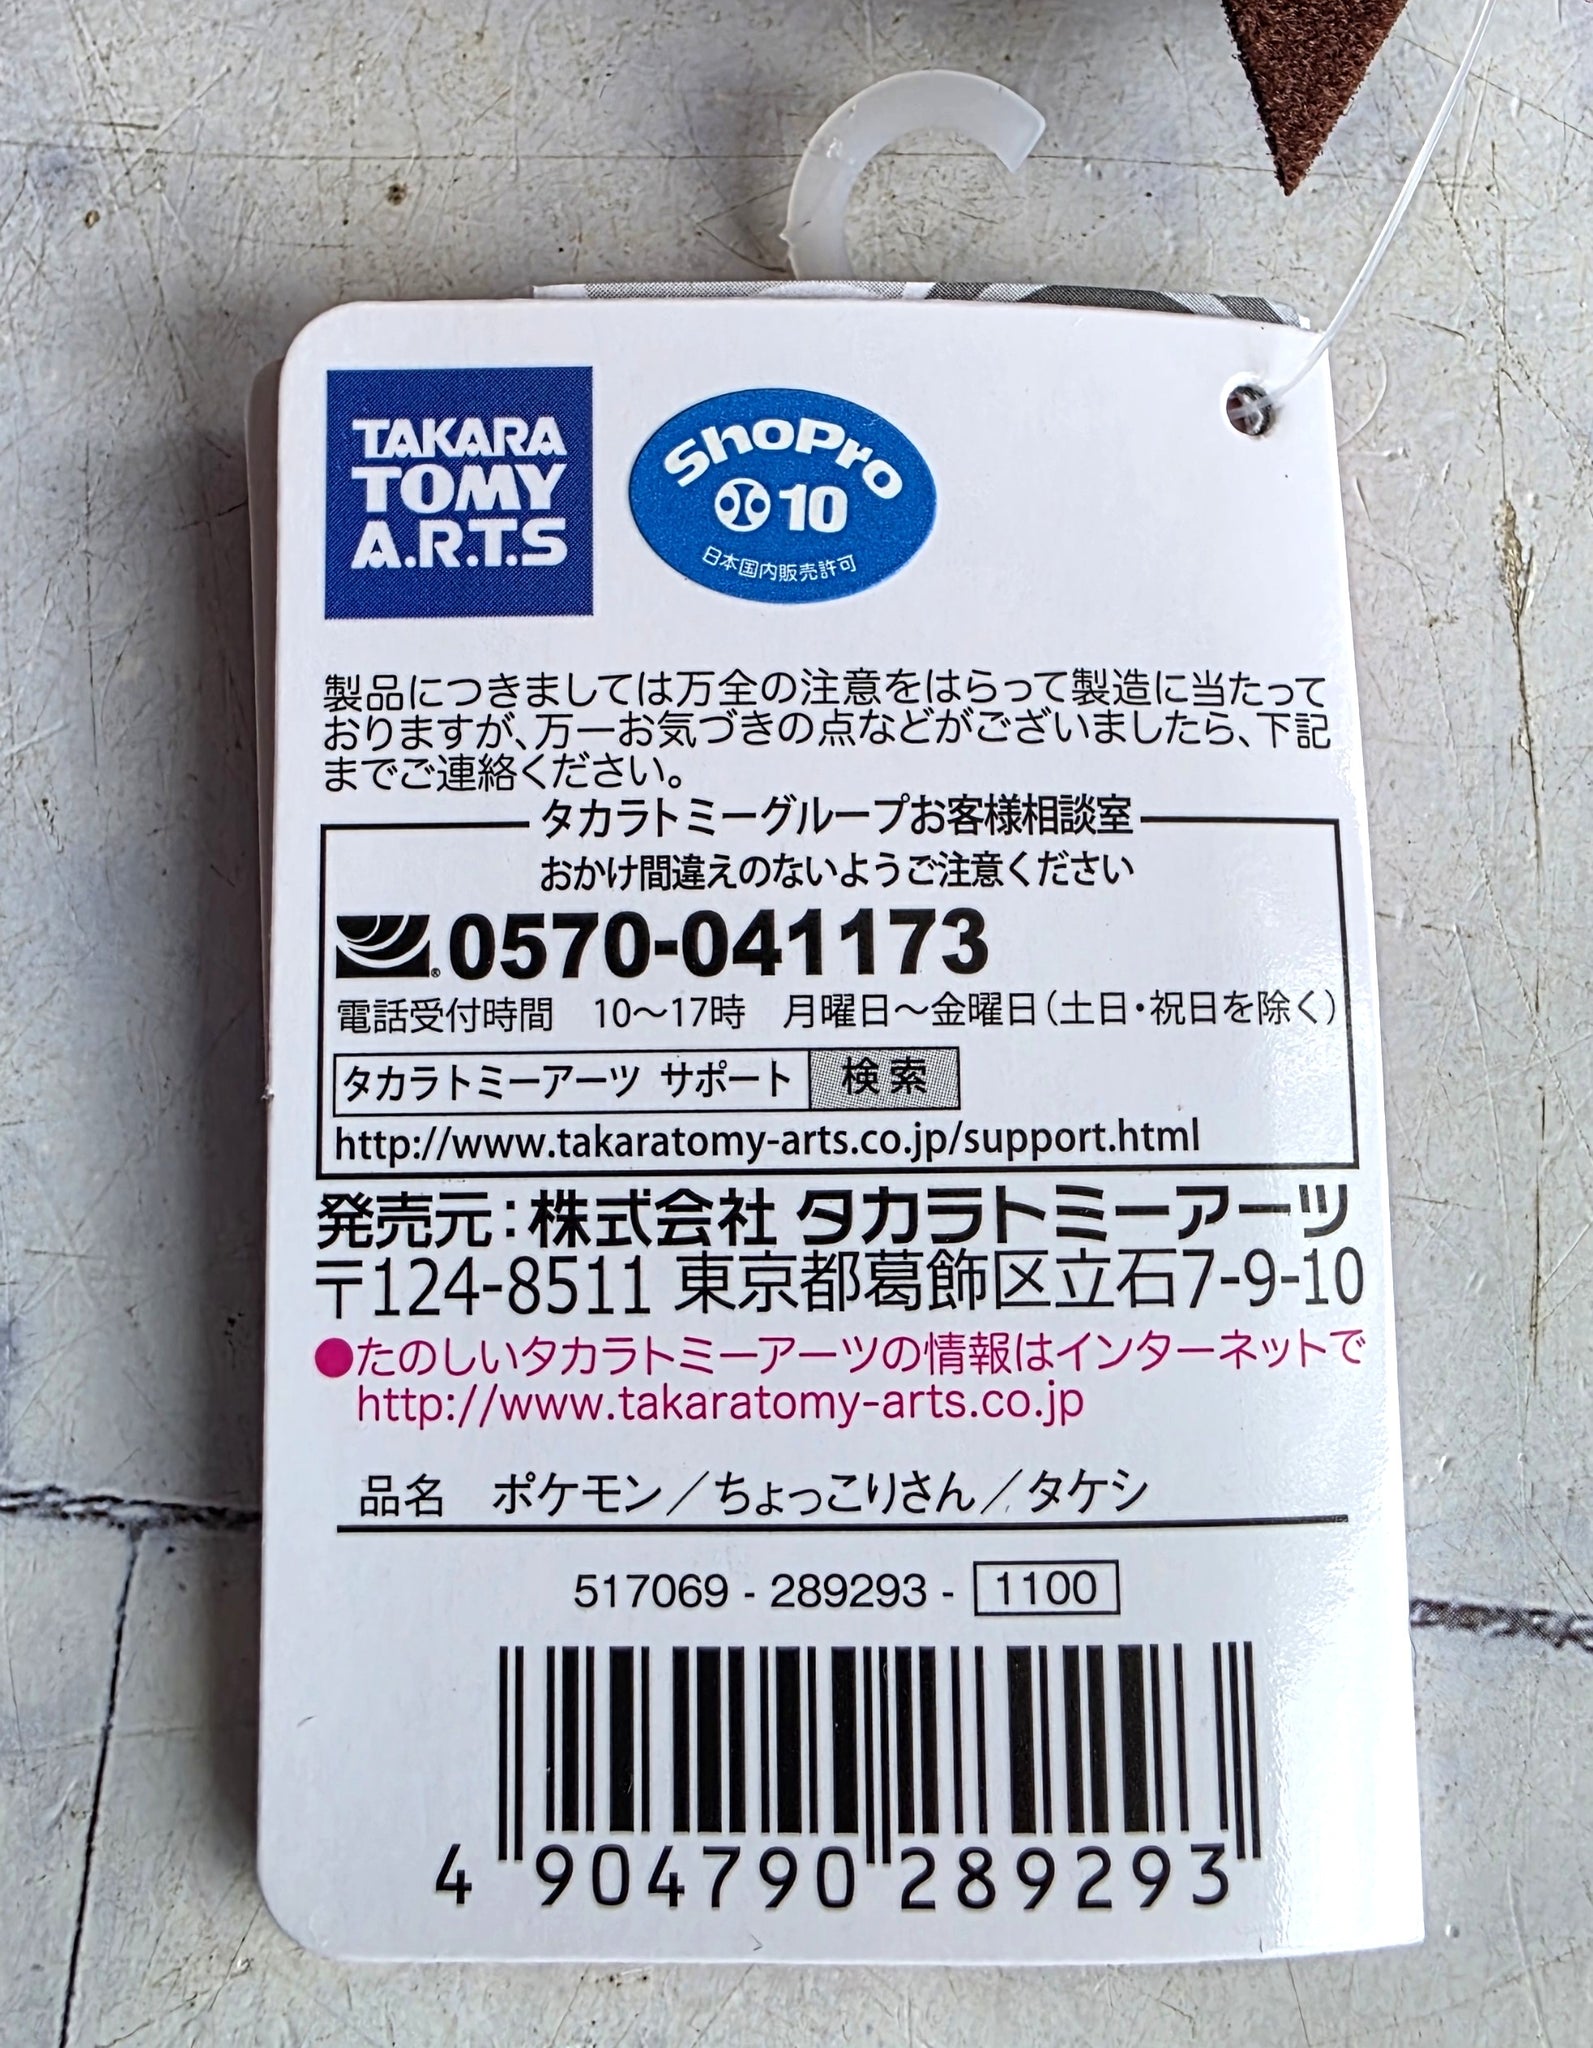 TAKARA
TOMY
A.R.T.S
ShoPro
10
日本国内販売許可
製品につきましては万全の注意をはらって製造に当たって
おりますが、万一お気づきの点などがございましたら、下記
までご連絡ください。
タカラトミーグループお客様相談室
おかけ間違えのないようご注意ください
® 0570-041173
電話受付時間 10～17時 月曜日～金曜日(土日・祝日を除く)
タカラトミーアーツ サポート 検索
http://www.takaratomy-arts.co.jp/support.html
発売元:株式会社 タカラトミーアーツ
〒124-8511 東京都葛飾区立石7-9-10
●たのしいタカラトミーアーツの情報はインターネットで
http://www.takaratomy-arts.co.jp
品名 ポケモン／ちょっこりさん／タケシ
517069 - 289293 - 1100
4 904790 289293